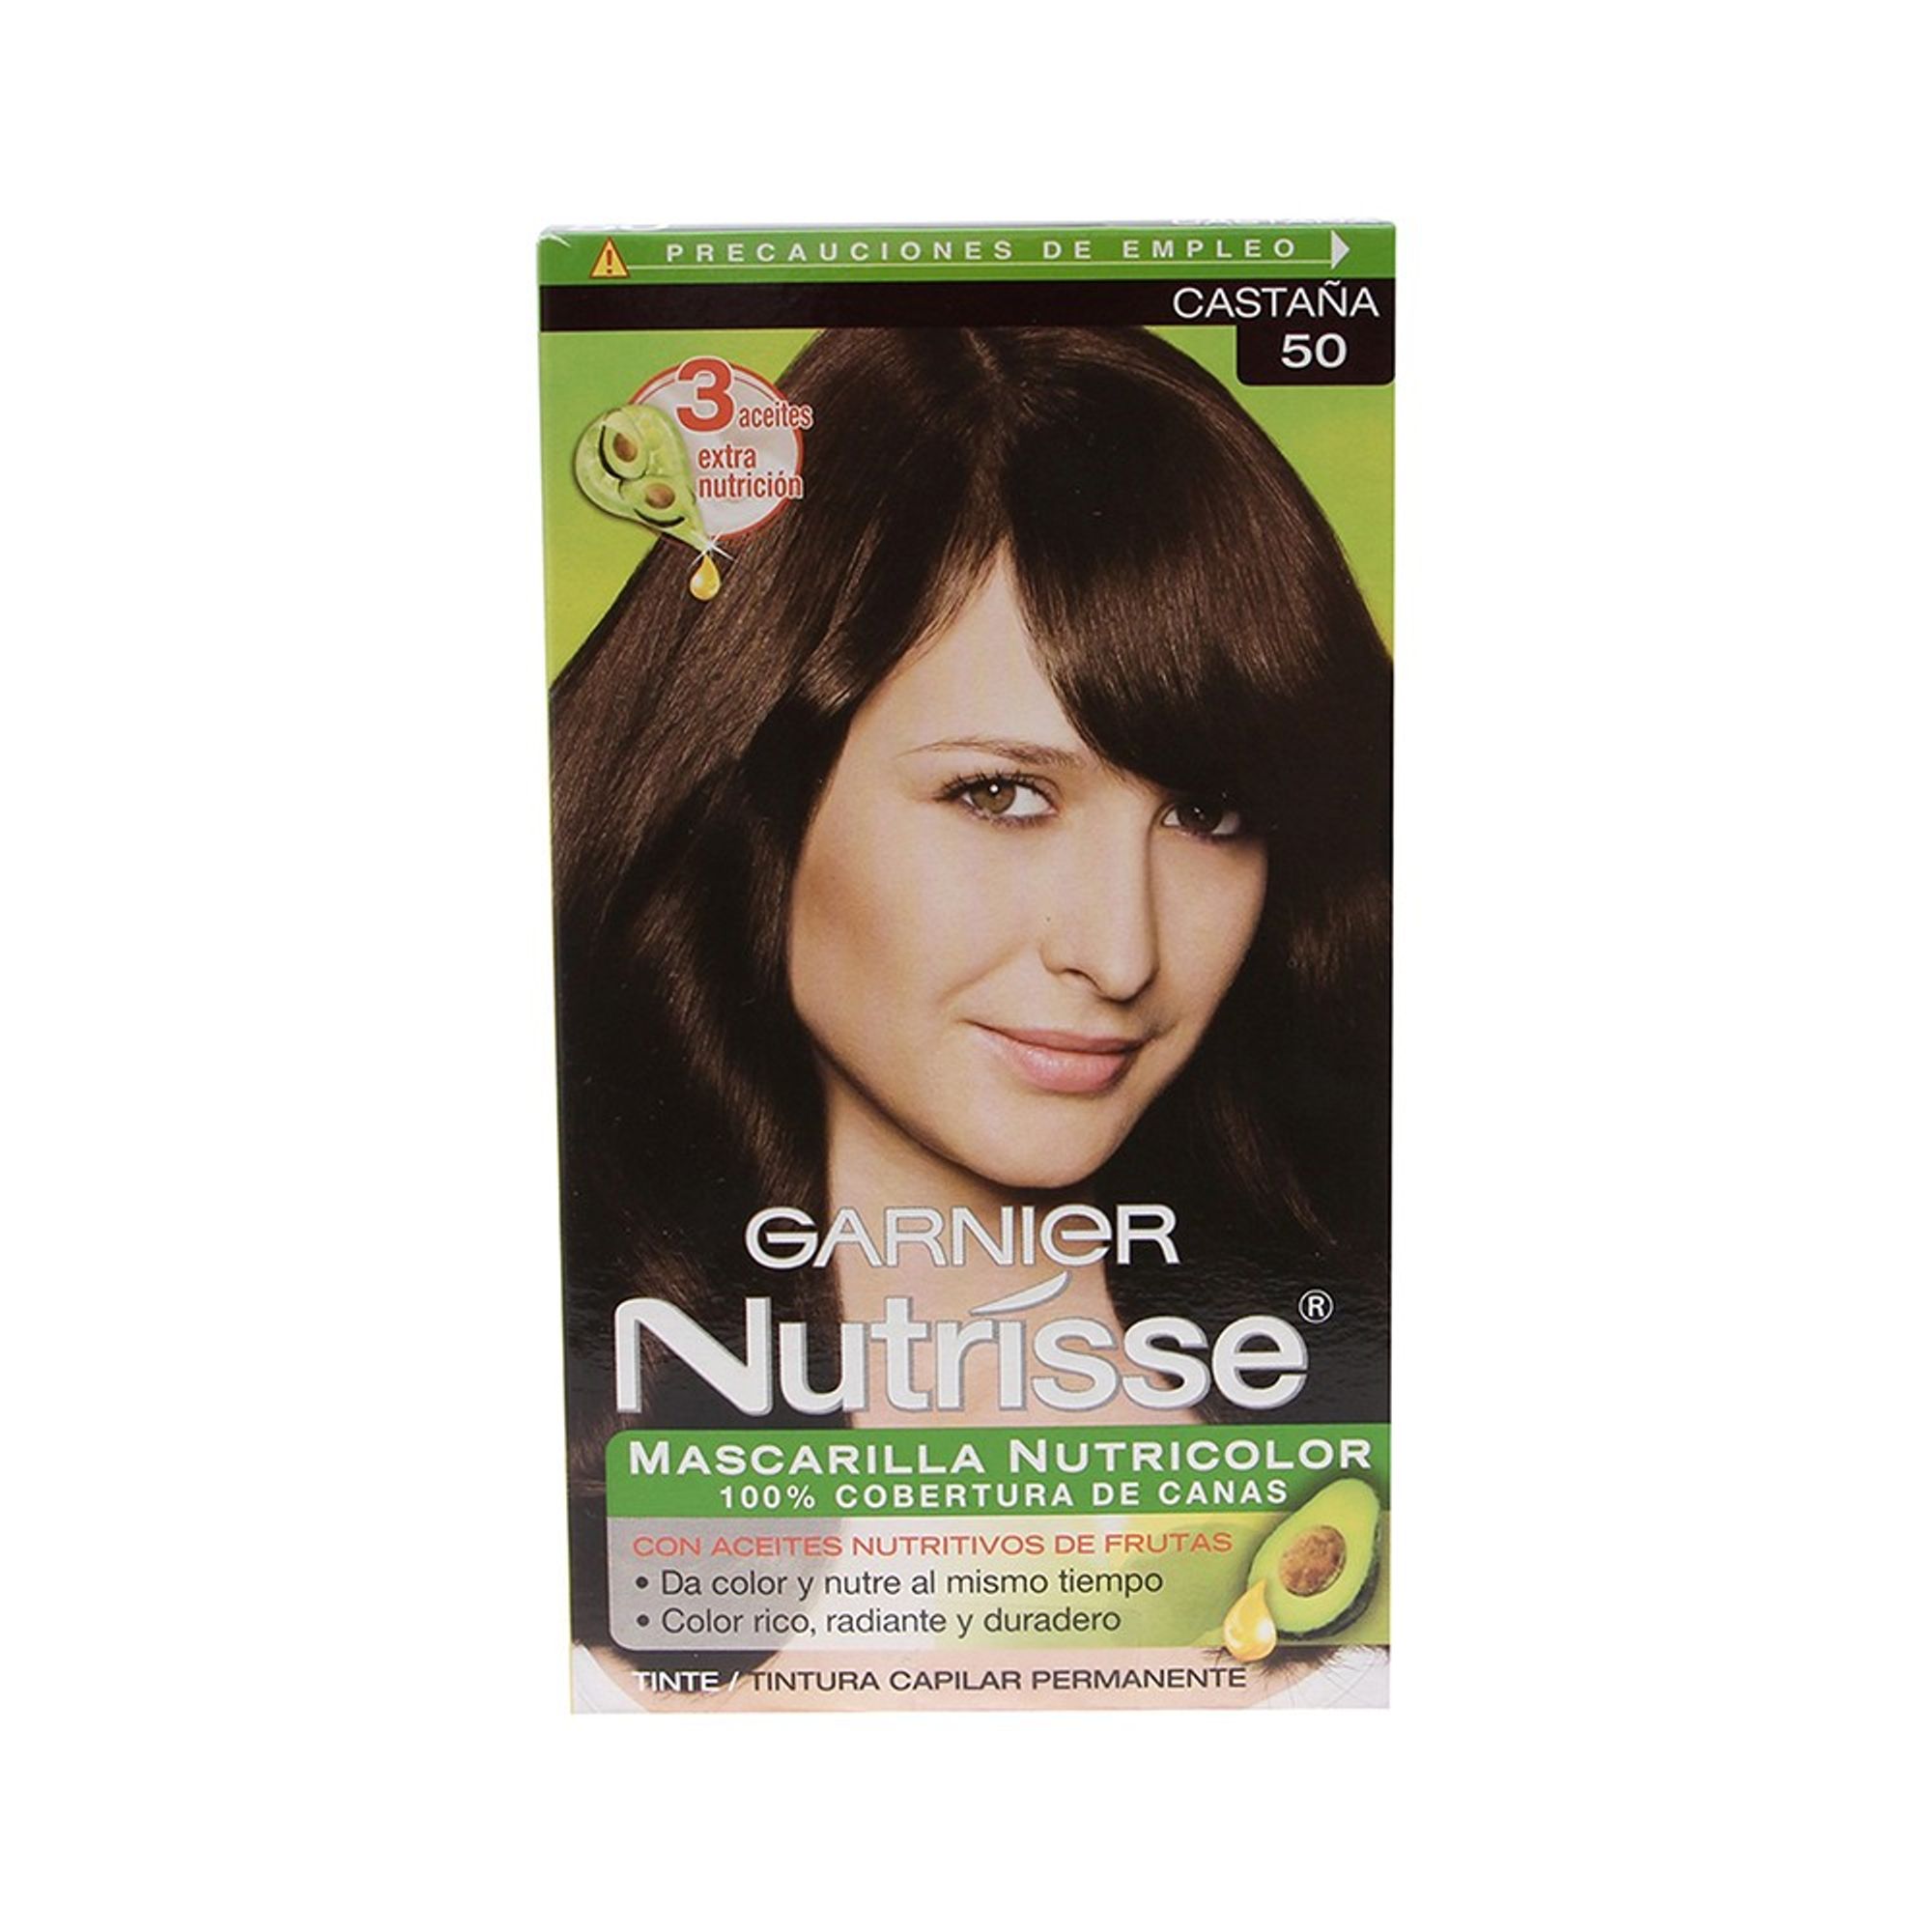 PRECAUCIONES DE EMPLEO
CASTAÑA
50
3 aceites
extra
nutrición
GARNIER
Nutrisse®
MASCARILLA NUTRICOLOR
100% COBERTURA DE CANAS
CON ACEITES NUTRITIVOS DE FRUTAS
• Da color y nutre al mismo tiempo
• Color rico, radiante y duradero
TINTE / TINTURA CAPILAR PERMANENTE